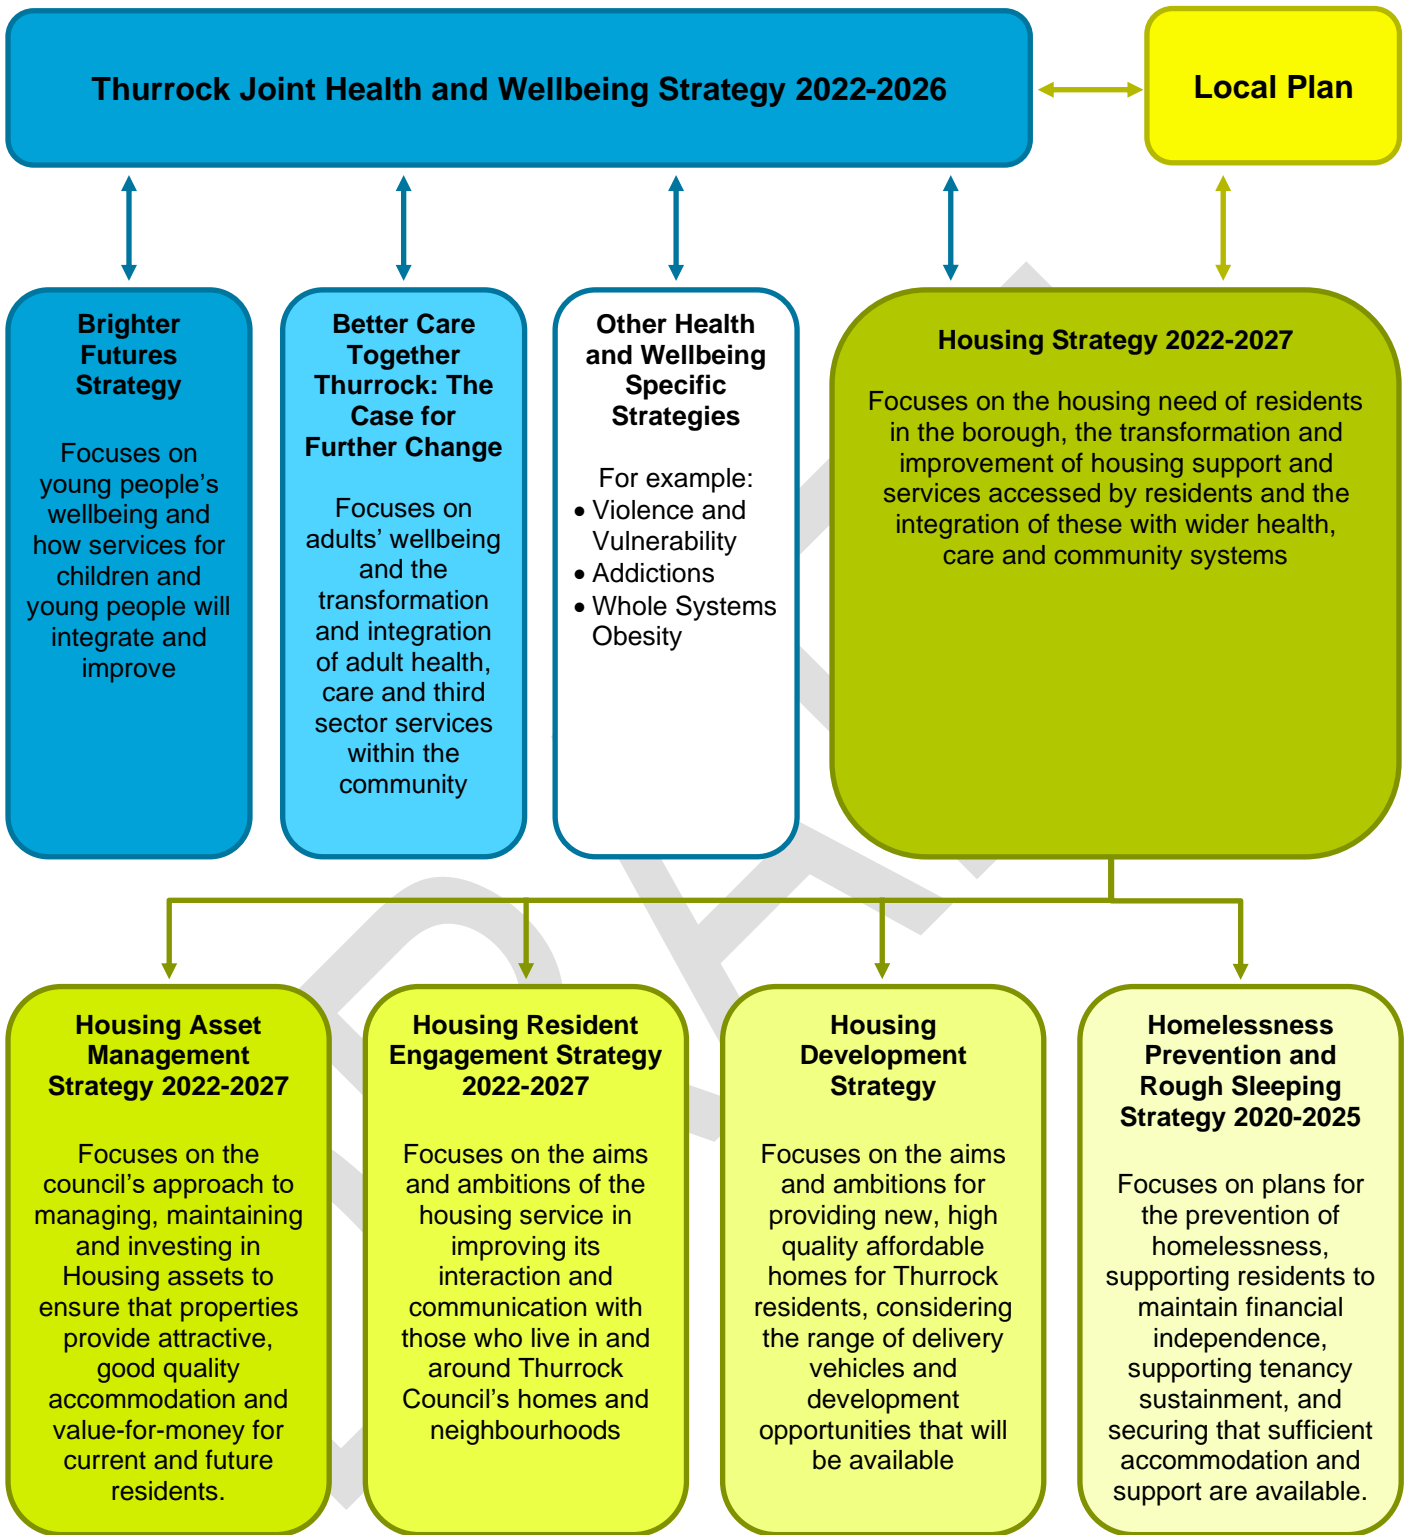 Thurrock Joint Health and Wellbeing Strategy 2022-2026
Local Plan
Brighter
Futures
Strategy
Focuses on
young people’s
wellbeing and
how services for
children and
young people will
integrate and
improve
Better Care
Together
Thurrock: The
Case for
Further Change
Focuses on
adults’ wellbeing
and the
transformation
and integration
of adult health,
care and third
sector services
within the
community
Other Health
and Wellbeing
Specific
Strategies
For example:
• Violence and
Vulnerability
• Addictions
• Whole Systems
Obesity
Housing Strategy 2022-2027
Focuses on the housing need of residents
in the borough, the transformation and
improvement of housing support and
services accessed by residents and the
integration of these with wider health,
care and community systems
Housing Asset
Management
Strategy 2022-2027
Focuses on the
council’s approach to
managing, maintaining
and investing in
Housing assets to
ensure that properties
provide attractive,
good quality
accommodation and
value-for-money for
current and future
residents.
Housing Resident
Engagement Strategy
2022-2027
Focuses on the aims
and ambitions of the
housing service in
improving its
interaction and
communication with
those who live in and
around Thurrock
Council’s homes and
neighbourhoods
Housing
Development
Strategy
Focuses on the aims
and ambitions for
providing new, high
quality affordable
homes for Thurrock
residents, considering
the range of delivery
vehicles and
development
opportunities that will
be available
Homelessness
Prevention and
Rough Sleeping
Strategy 2020-2025
Focuses on plans for
the prevention of
homelessness,
supporting residents to
maintain financial
independence,
supporting tenancy
sustainment, and
securing that sufficient
accommodation and
support are available.
DRAFT